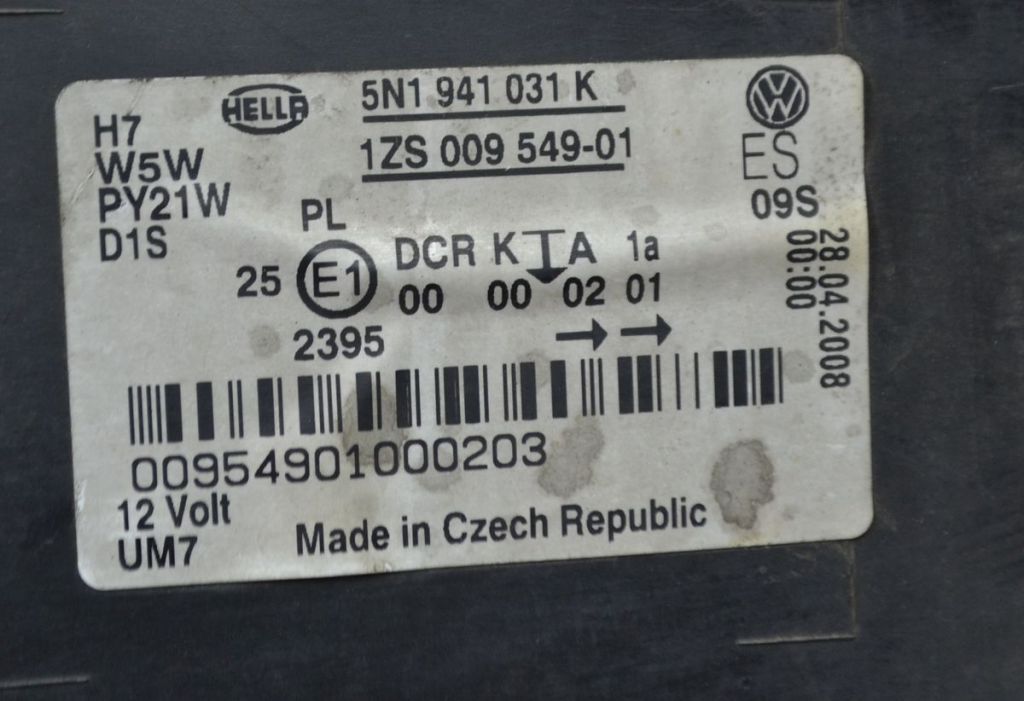 HELLA
5N1 941 031 K
1ZS 009 549-01
H7
W5W
PY21W
D1S
VW
ES
09S
28.04.2008
00:00
PL
25 E1 DCR K T A 1a
00 00 02 01
2395 → →
00954901000203
12 Volt
UM7
Made in Czech Republic